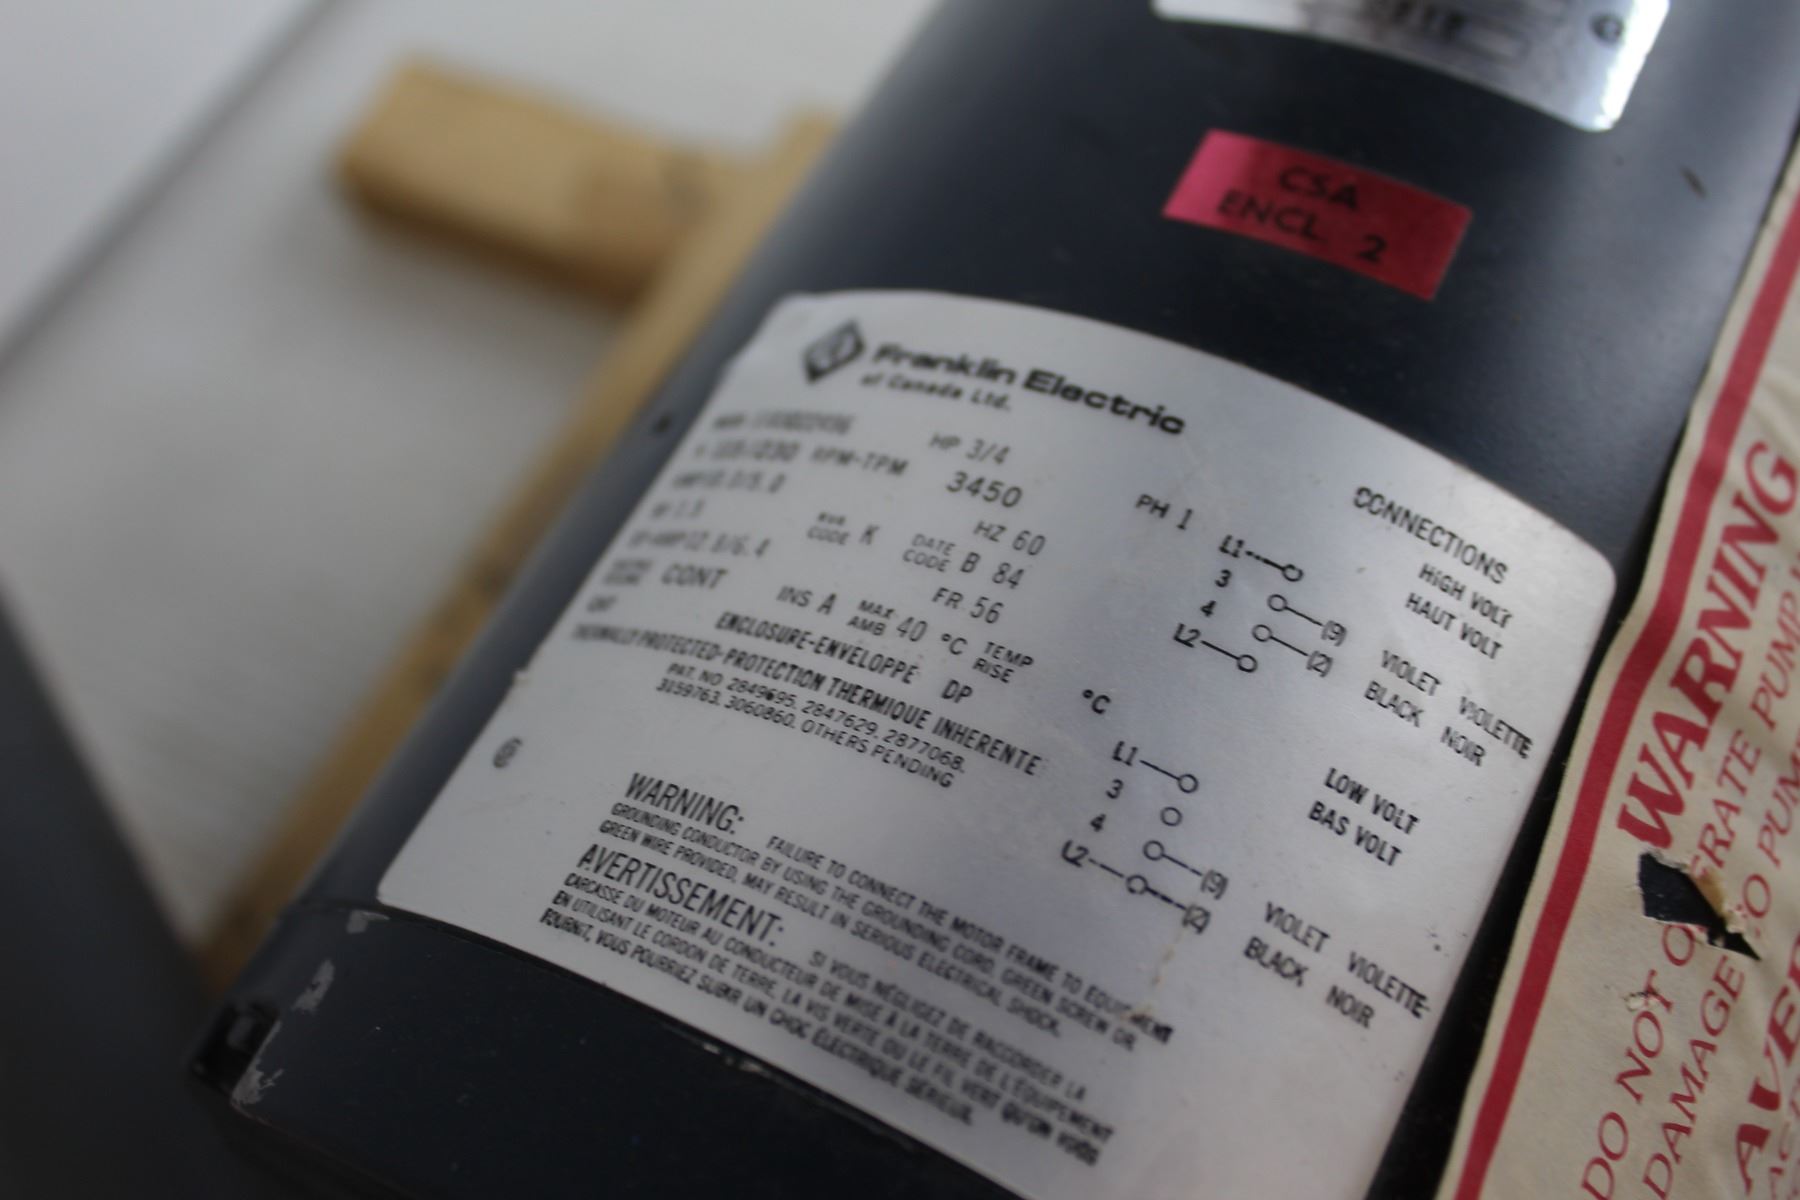 CSA
ENCL 2
Franklin Electric
of Canada Ltd.
HP 3/4
RPM-TPM 3450 PH 1
HZ 60
KVA CODE K DATE CODE B 84
FR 56
CONT INS A MAX AMB 40 °C TEMP RISE °C
ENCLOSURE-ENVELOPPE DP
THERMALLY PROTECTED-PROTECTION THERMIQUE INHERENTE
PAT. NO 2849695, 2847629, 2877068,
3159763, 3060860. OTHERS PENDING
CONNECTIONS
HIGH VOLT
HAUT VOLT
L1
3
4 (9) VIOLET VIOLETTE
L2 (2) BLACK NOIR
LOW VOLT
BAS VOLT
L1
3
4 (9) VIOLET VIOLETTE
L2 (2) BLACK NOIR
WARNING: FAILURE TO CONNECT THE MOTOR FRAME TO EQUIPMENT
GROUNDING CONDUCTOR BY USING THE GROUNDING CORD, GREEN SCREW OR
GREEN WIRE PROVIDED, MAY RESULT IN SERIOUS ELECTRICAL SHOCK.
AVERTISSEMENT: SI VOUS NÉGLIGEZ DE RACCORDER LA
CARCASSE DU MOTEUR AU CONDUCTEUR DE MISE À LA TERRE DE L'ÉQUIPEMENT
EN UTILISANT LE CORDON DE TERRE, LA VIS VERTE OU LE FIL VERT QU'ON VOUS
FOURNIT, VOUS POURRIEZ SUBIR UN CHOC ÉLECTRIQUE SÉRIEUX.
WARNING
DO NOT
DAMAGE TO